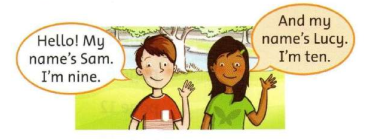 Hello! My
name's Sam.
I'm nine.
And my
name's Lucy.
I'm ten.